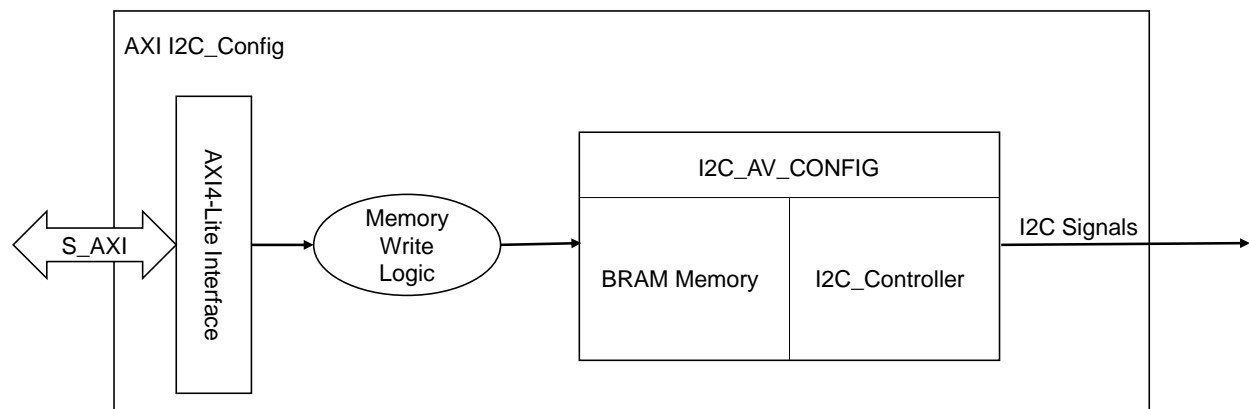 AXI I2C_Config
S_AXI
AXI4-Lite Interface
Memory
Write
Logic
I2C_AV_CONFIG
BRAM Memory
I2C_Controller
I2C Signals